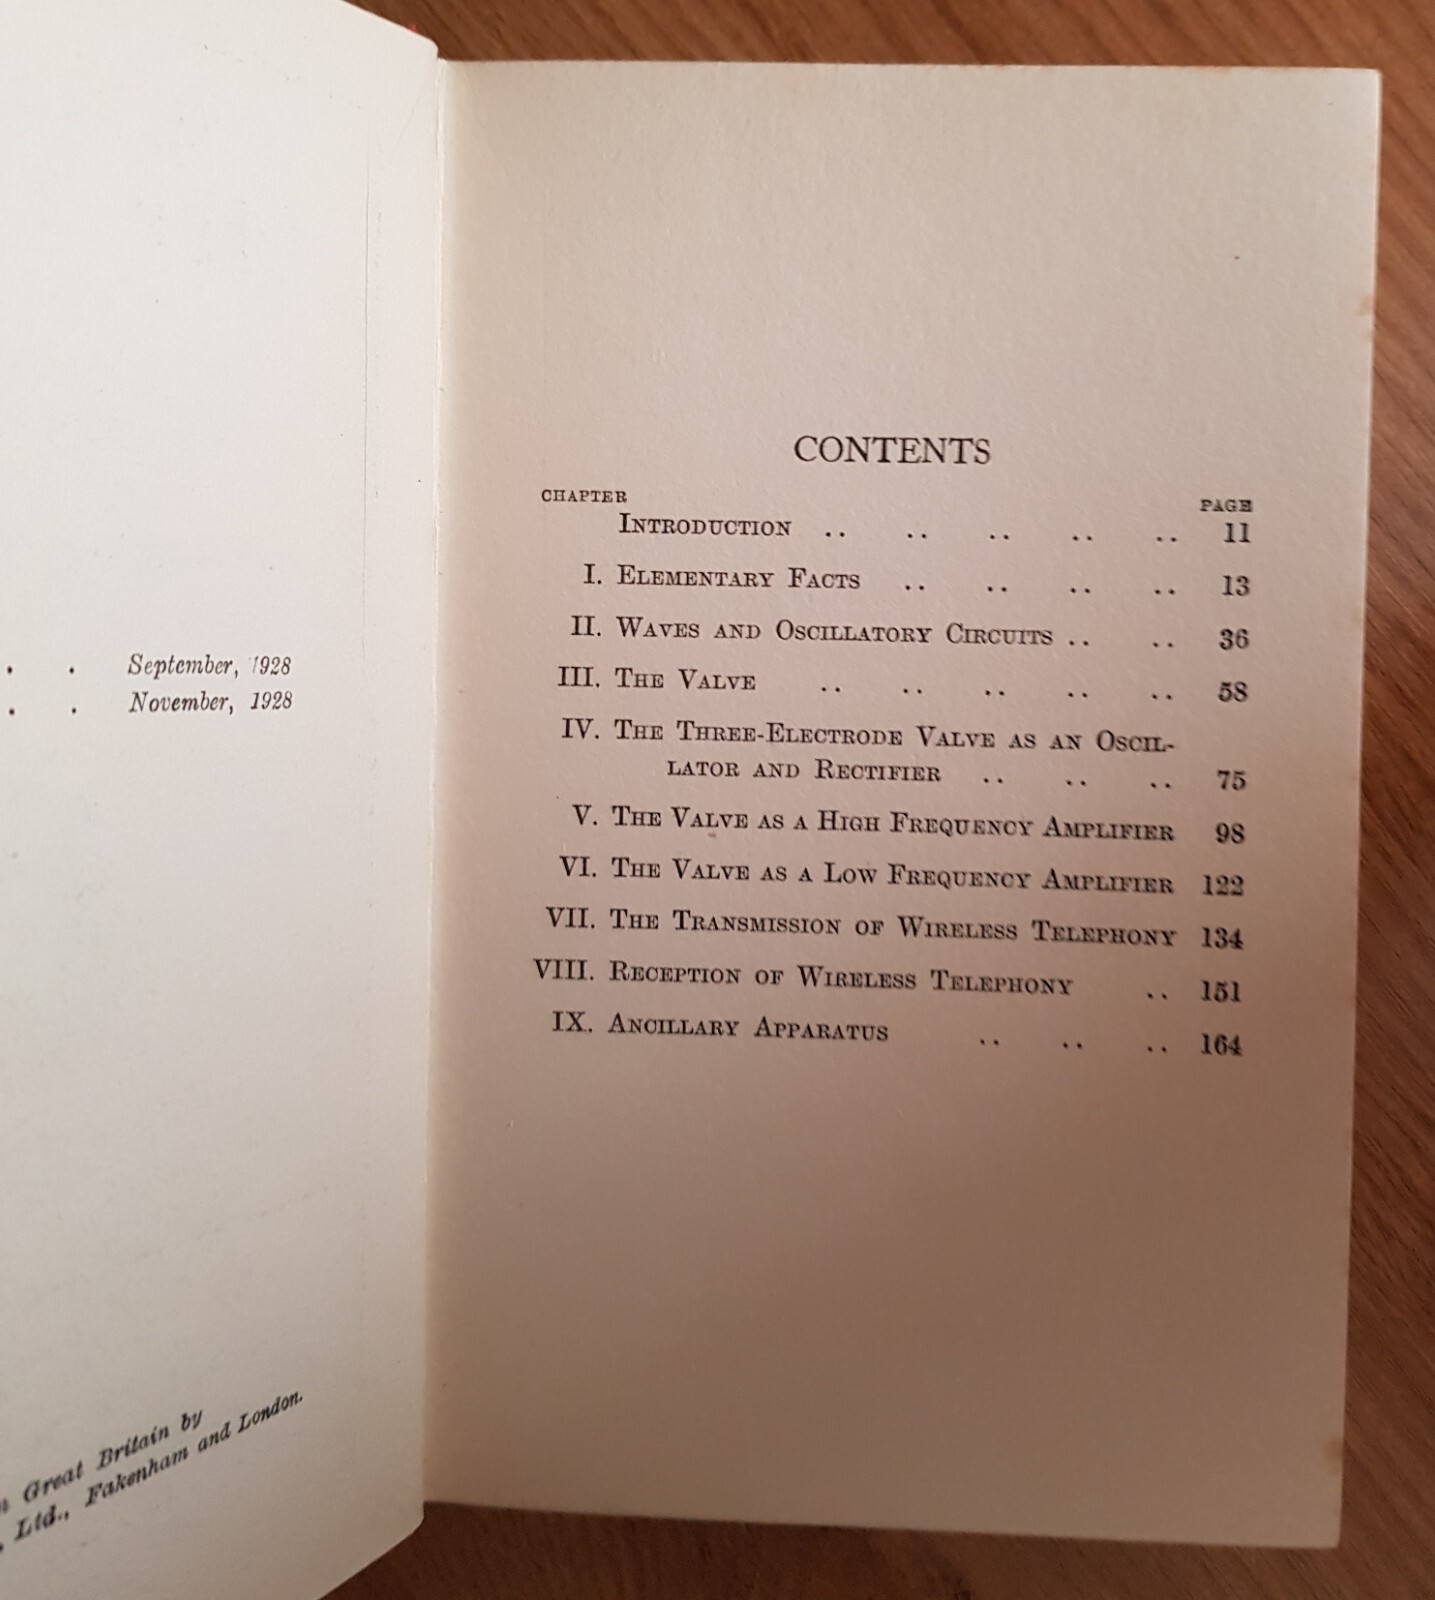 . . September, 1928
. . November, 1928
Great Britain by
Ltd., Fakenham and London.
CONTENTS
CHAPTER PAGE
INTRODUCTION .. .. .. .. .. 11
I. ELEMENTARY FACTS .. .. .. .. 13
II. WAVES AND OSCILLATORY CIRCUITS .. .. 36
III. THE VALVE .. .. .. .. .. 58
IV. THE THREE-ELECTRODE VALVE AS AN OSCIL-
LATOR AND RECTIFIER .. .. .. 75
V. THE VALVE AS A HIGH FREQUENCY AMPLIFIER 98
VI. THE VALVE AS A LOW FREQUENCY AMPLIFIER 122
VII. THE TRANSMISSION OF WIRELESS TELEPHONY 134
VIII. RECEPTION OF WIRELESS TELEPHONY .. 151
IX. ANCILLARY APPARATUS .. .. .. 164